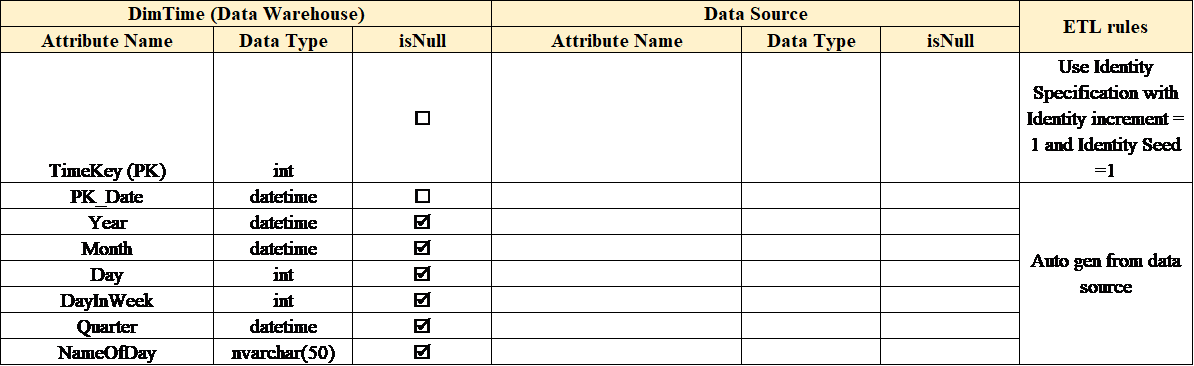 DimTime (Data Warehouse) Data Source ETL rules
Attribute Name Data Type isNull Attribute Name Data Type isNull
Use Identity
Specification with
Identity increment =
1 and Identity Seed
=1
TimeKey (PK) int
PK_Date datetime
Year datetime
Month datetime
Day int
DayInWeek int
Quarter datetime
NameOfDay nvarchar(50)
Auto gen from data
source